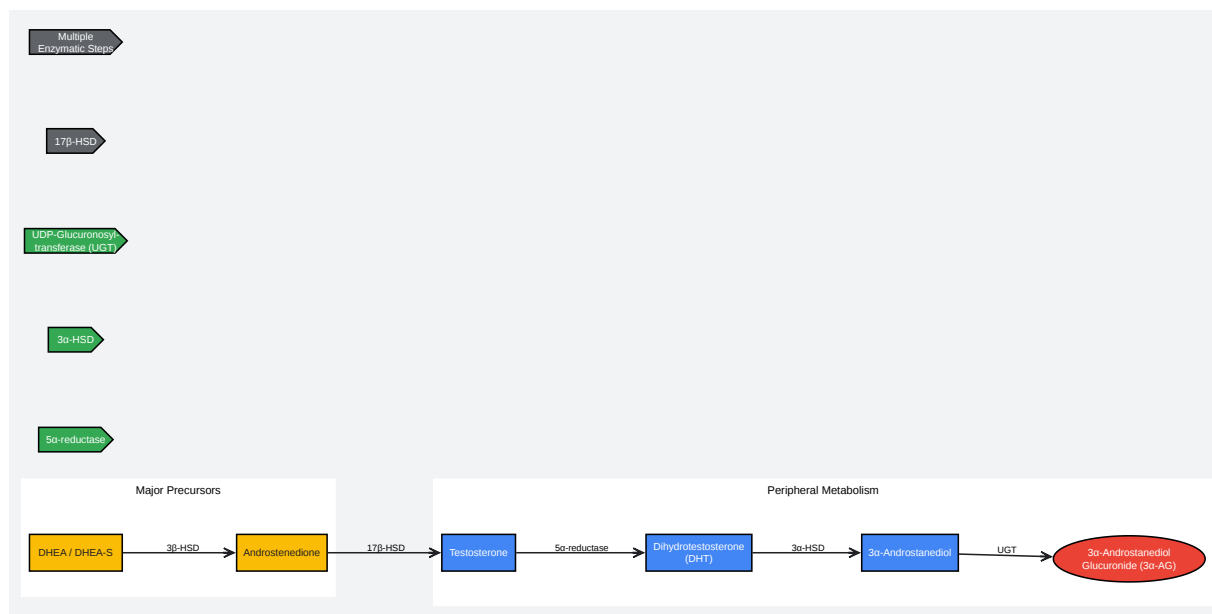 Multiple
Enzymatic Steps
17β-HSD
UDP-Glucuronosyl-
transferase (UGT)
3α-HSD
5α-reductase
Major Precursors
Peripheral Metabolism
DHEA / DHEA-S
3β-HSD
Androstenedione
17β-HSD
Testosterone
5α-reductase
Dihydrotestosterone
(DHT)
3α-HSD
3α-Androstanediol
UGT
3α-Androstanediol
Glucuronide (3α-AG)